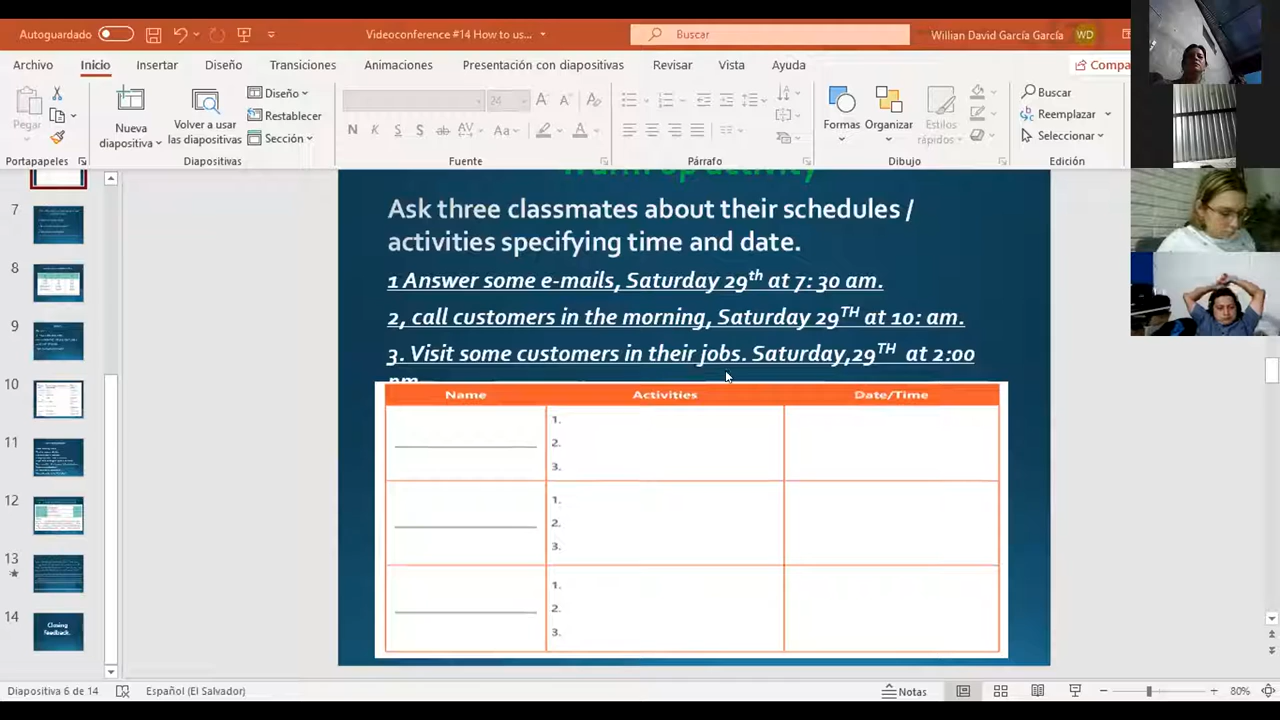 Autoguardado
Videoconference #14 How to us...
Buscar
Willian David García García
WD
Archivo
Inicio
Insertar
Diseño
Transiciones
Animaciones
Presentación con diapositivas
Revisar
Vista
Ayuda
Compa
Pegar
Nueva
diapositiva
Volver a usar
las diapositivas
Diseño
Restablecer
Sección
24
Formas
Organizar
Estilos
rápidos
Buscar
Reemplazar
Seleccionar
Portapapeles
Diapositivas
Fuente
Párrafo
Dibujo
Edición
7
8
9
10
11
12
13
14
Closing
feedback.
Warm up activity
Ask three classmates about their schedules /
activities specifying time and date.
1 Answer some e-mails, Saturday 29th at 7: 30 am.
2, call customers in the morning, Saturday 29TH at 10: am.
3. Visit some customers in their jobs. Saturday,29TH at 2:00
pm
Name
Activities
Date/Time
1.
2.
3.
1.
2.
3.
1.
2.
3.
Diapositiva 6 de 14
Español (El Salvador)
Notas
80%